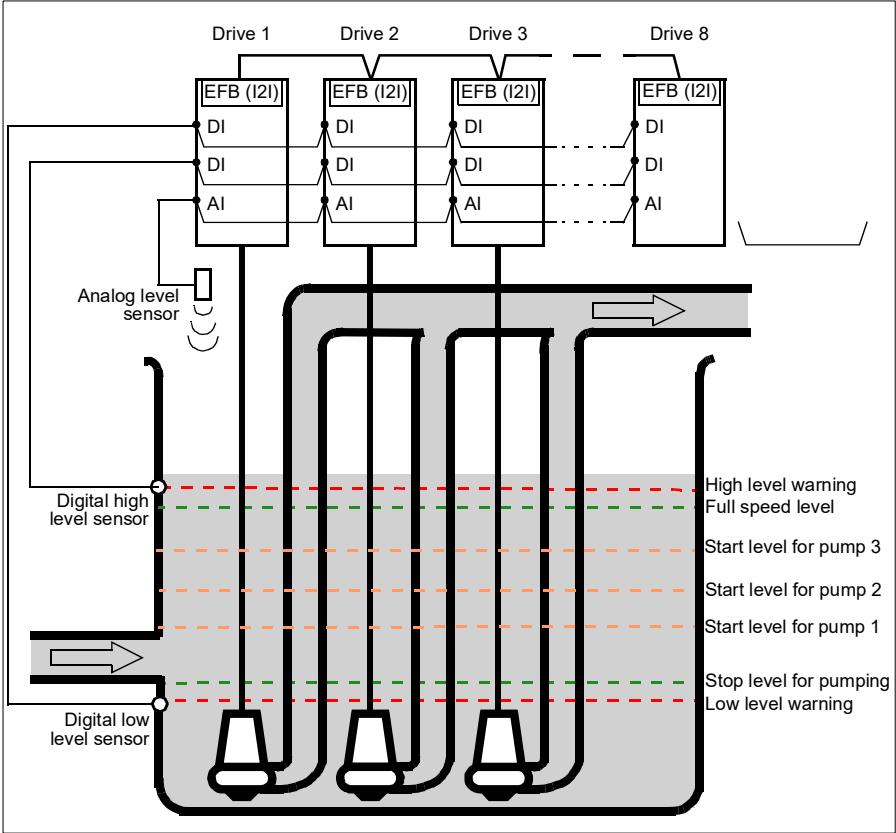 Drive 1
Drive 2
Drive 3
Drive 8
EFB (I2I)
EFB (I2I)
EFB (I2I)
EFB (I2I)
DI
DI
DI
DI
DI
DI
DI
DI
AI
AI
AI
AI
Analog level
sensor
Digital high
level sensor
High level warning
Full speed level
Start level for pump 3
Start level for pump 2
Start level for pump 1
Stop level for pumping
Low level warning
Digital low
level sensor